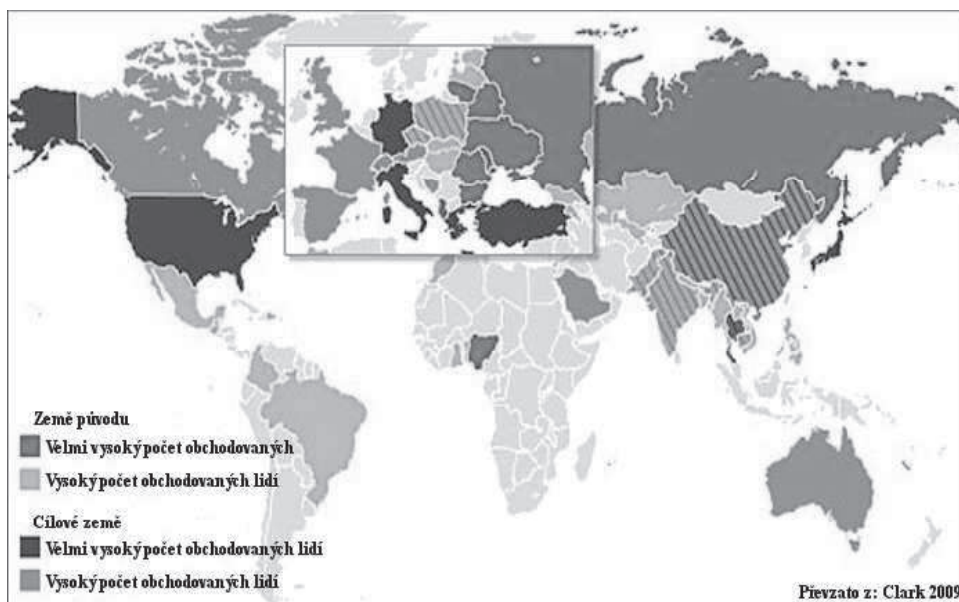 Země původu
Velmi vysoký počet obchodovaných
Vysoký počet obchodovaných lidí
Cílové země
Velmi vysoký počet obchodovaných lidí
Vysoký počet obchodovaných lidí
Převzato z: Clark 2009